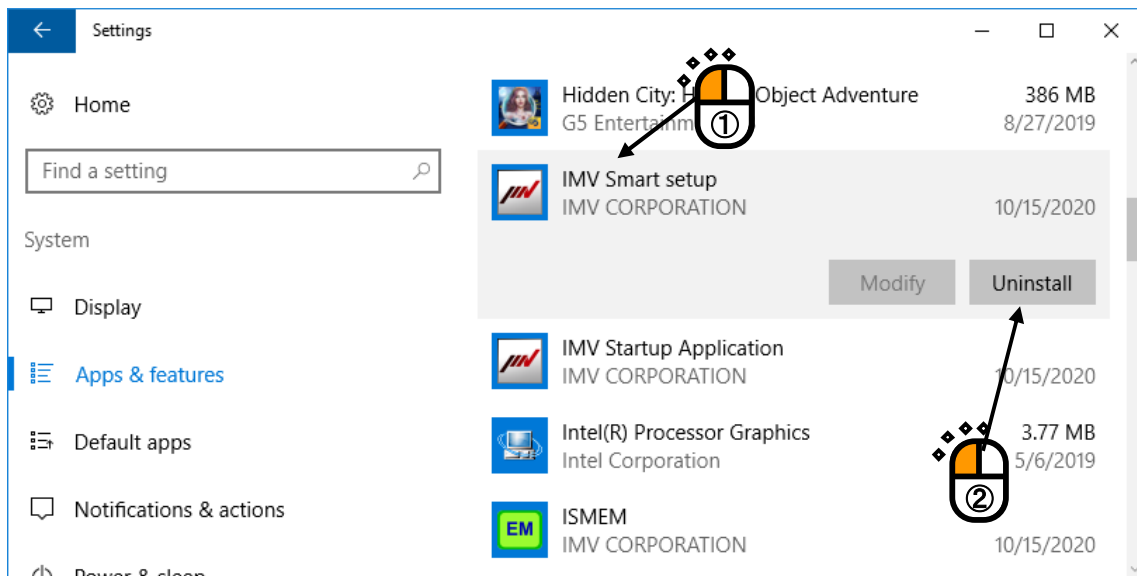 Settings
Home
Find a setting
System
Display
Apps & features
Default apps
Notifications & actions
Power & sleep
Hidden City: H Object Adventure
386 MB
G5 Entertainm
8/27/2019
①
IMV Smart setup
IMV CORPORATION
10/15/2020
Modify
Uninstall
IMV Startup Application
IMV CORPORATION
10/15/2020
Intel(R) Processor Graphics
3.77 MB
Intel Corporation
5/6/2019
②
EM
ISMEM
IMV CORPORATION
10/15/2020